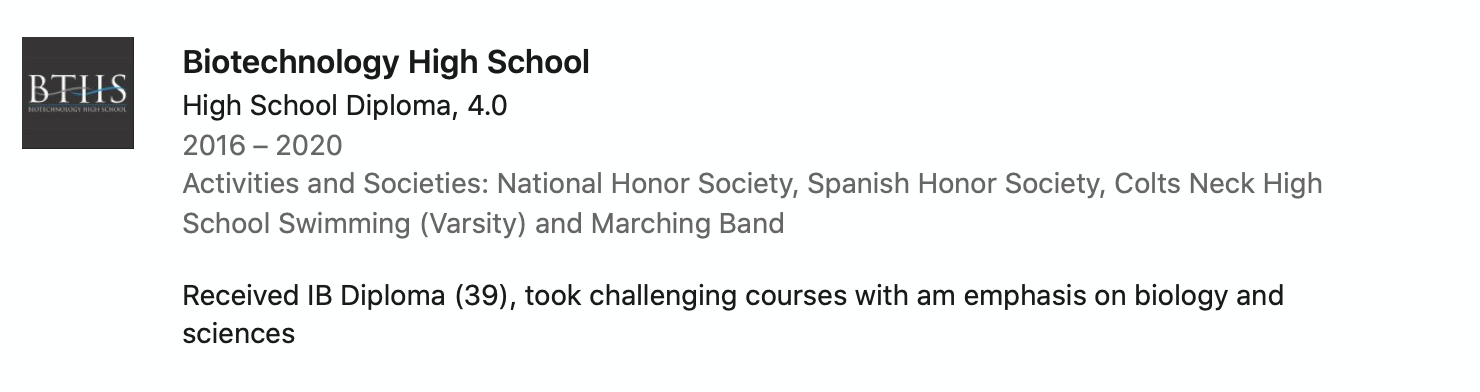 BTHS
BIOTECHNOLOGY HIGH SCHOOL
Biotechnology High School
High School Diploma, 4.0
2016 – 2020
Activities and Societies: National Honor Society, Spanish Honor Society, Colts Neck High
School Swimming (Varsity) and Marching Band
Received IB Diploma (39), took challenging courses with am emphasis on biology and
sciences